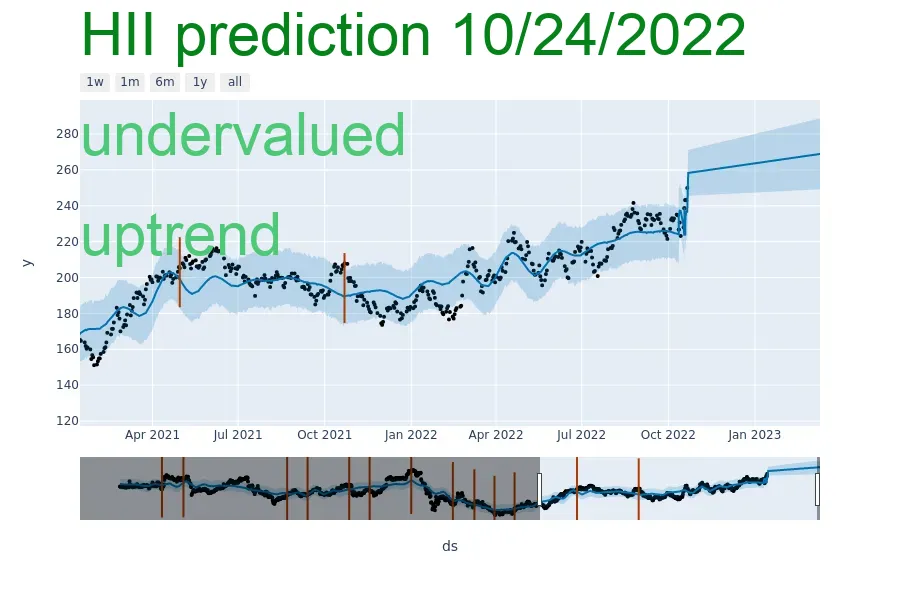 HII prediction 10/24/2022
1w 1m 6m 1y all
undervalued
uptrend
280
260
240
220
200
180
160
140
120
y
Apr 2021 Jul 2021 Oct 2021 Jan 2022 Apr 2022 Jul 2022 Oct 2022 Jan 2023
ds